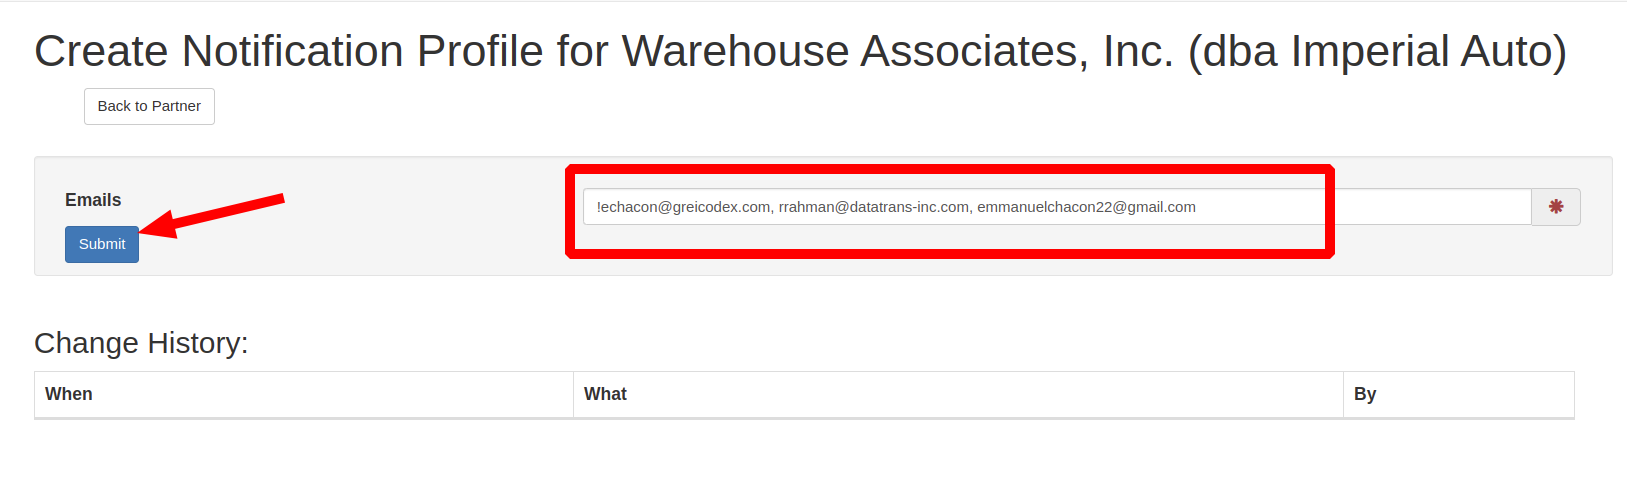 Create Notification Profile for Warehouse Associates, Inc. (dba Imperial Auto)
Back to Partner
Emails
!echacon@greicodex.com, rrahman@datatrans-inc.com, emmanuelchacon22@gmail.com
Submit
Change History:
When What By